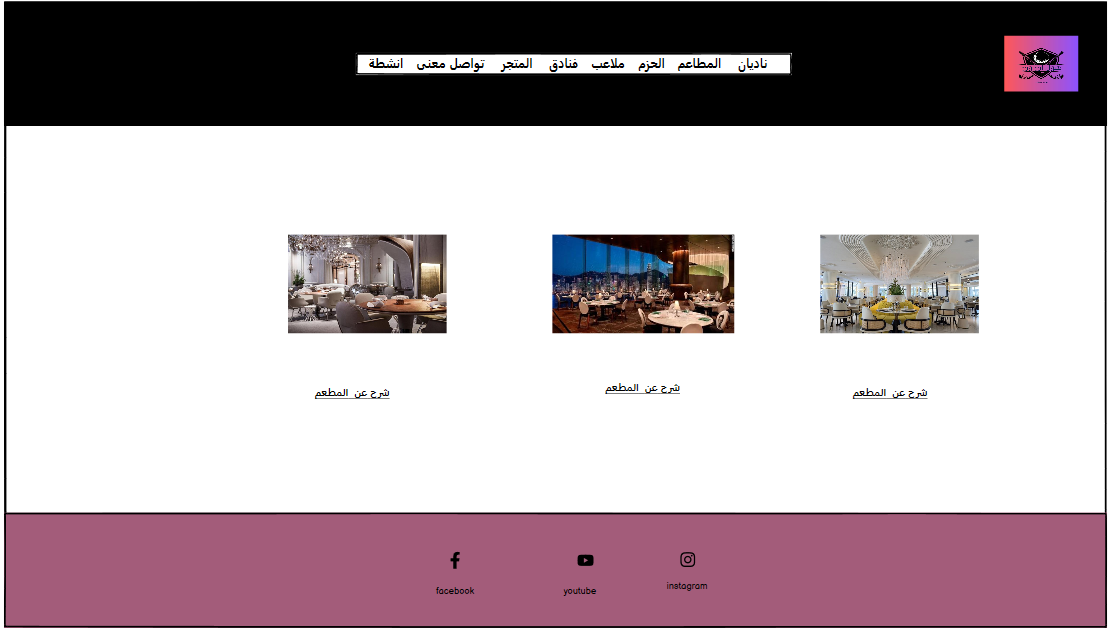 ناديان المطاعم الحزم ملاعب فنادق المتجر تواصل معنى انشطة
شرح عن المطعم
شرح عن المطعم
شرح عن المطعم
facebook
youtube
instagram